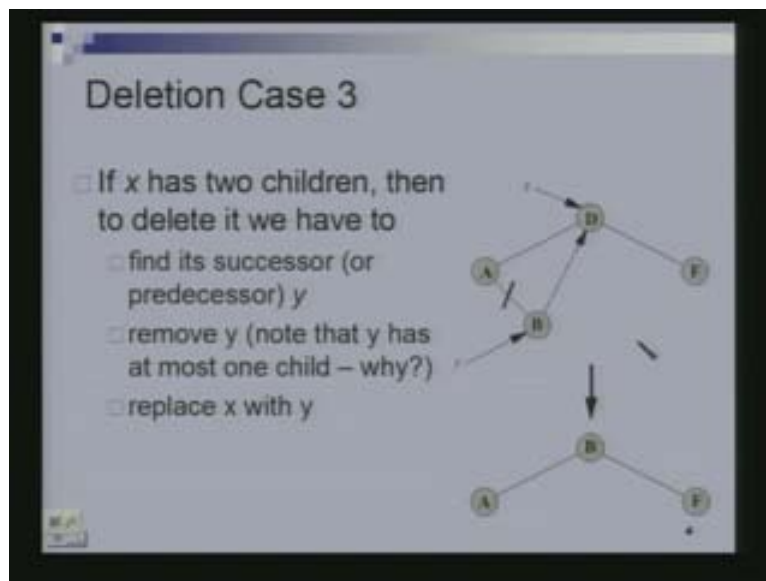 Deletion Case 3
If x has two children, then
to delete it we have to
find its successor (or
predecessor) y
remove y (note that y has
at most one child – why?)
replace x with y
D
A
F
B
B
A
F